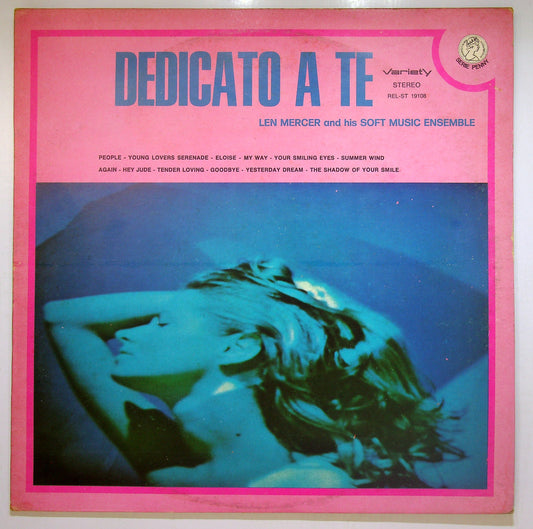 DEDICATO A TE
Variety
STEREO
REL-ST 19108
SERIE PENNY
LEN MERCER and his SOFT MUSIC ENSEMBLE
PEOPLE - YOUNG LOVERS SERENADE - ELOISE - MY WAY - YOUR SMILING EYES - SUMMER WIND
AGAIN - HEY JUDE - TENDER LOVING - GOODBYE - YESTERDAY DREAM - THE SHADOW OF YOUR SMILE